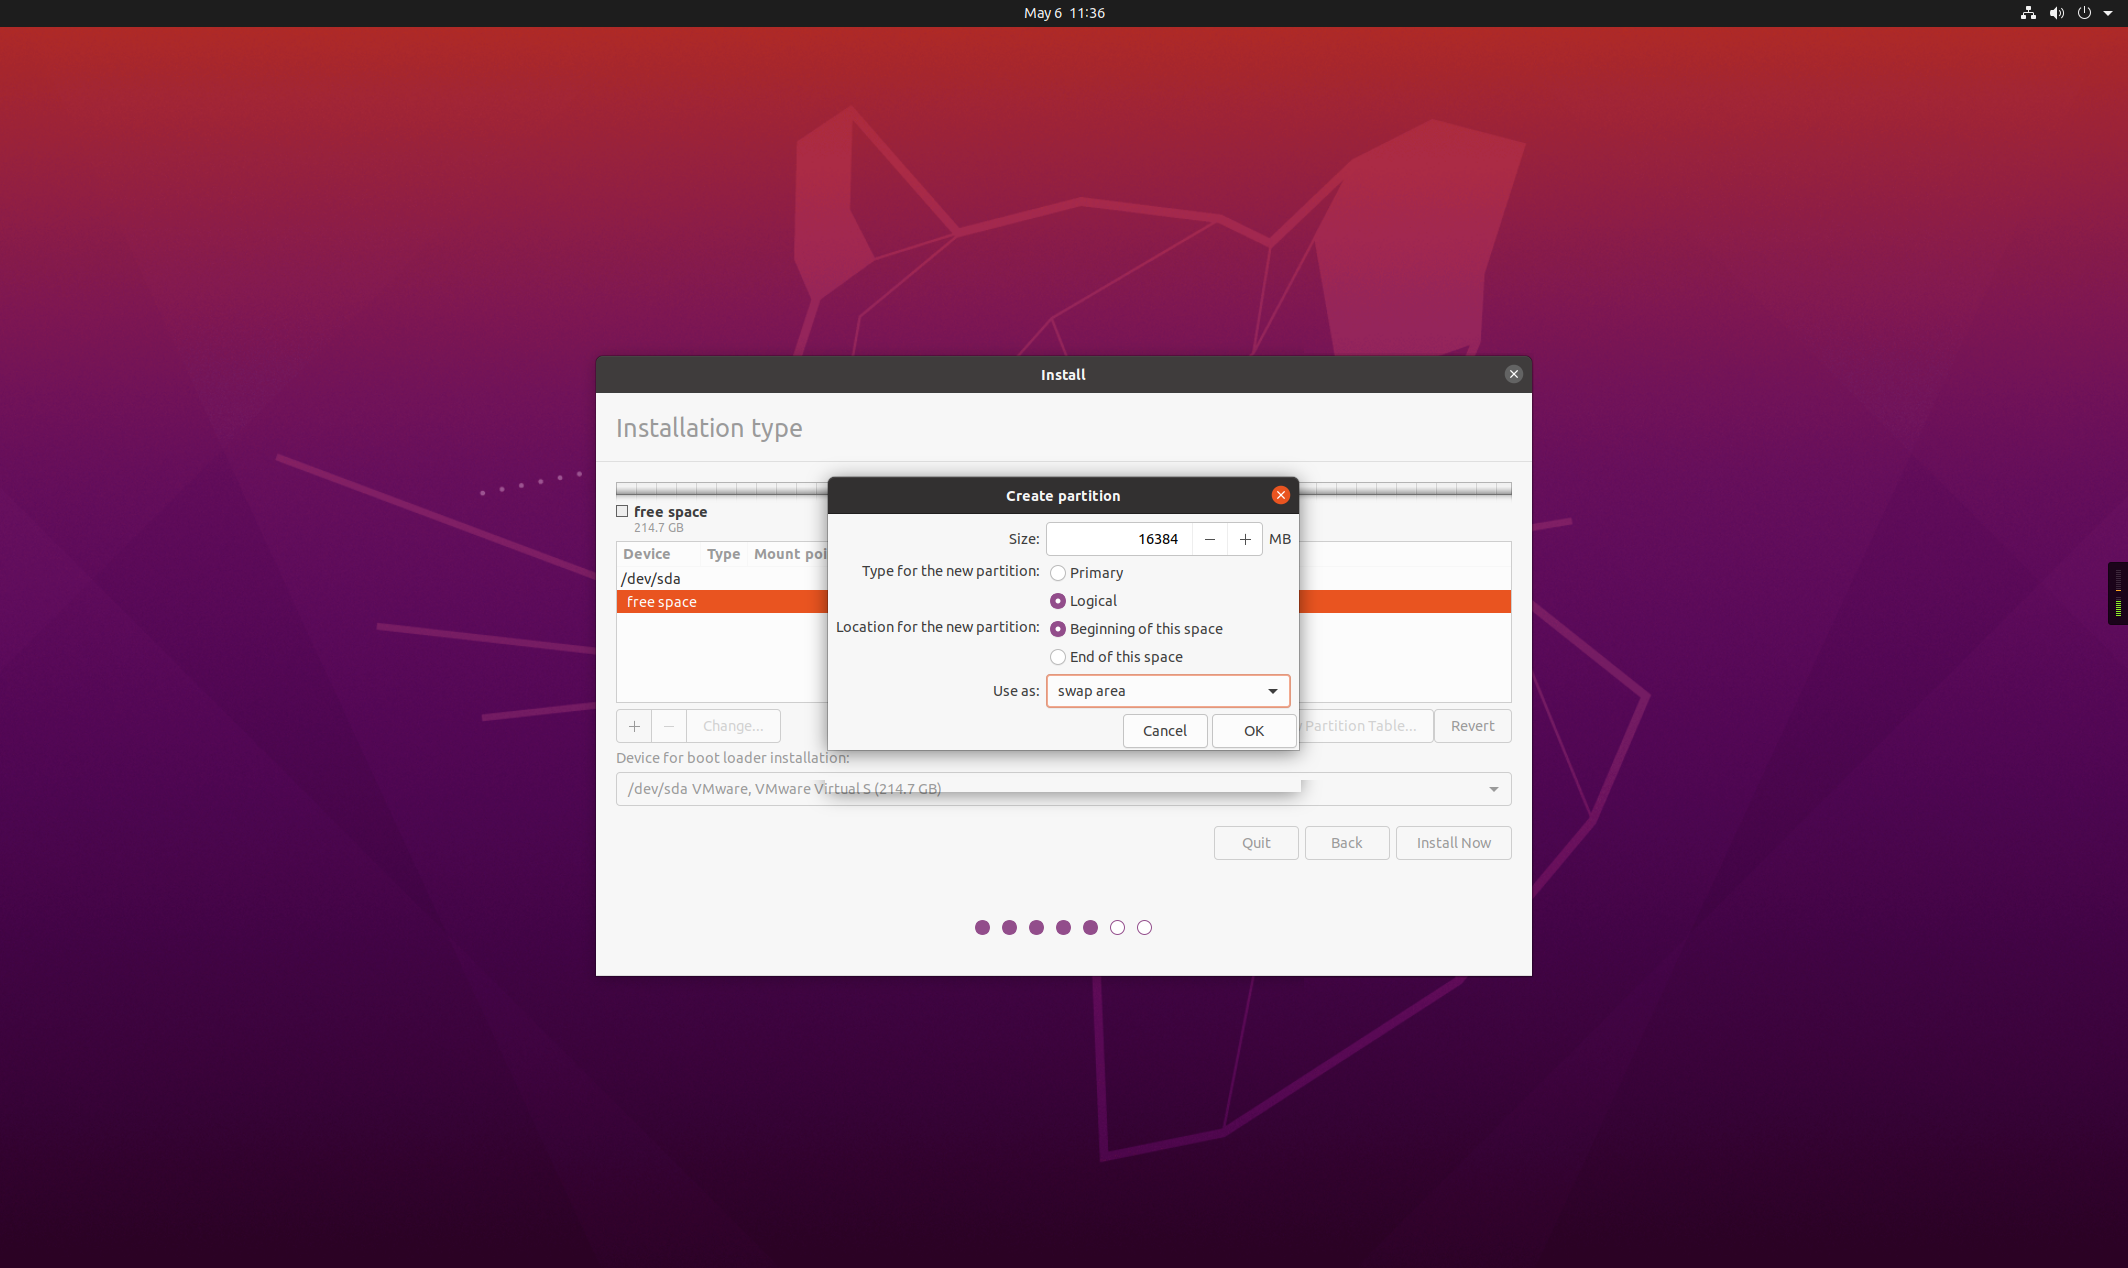 May 6 11:36
Install
Installation type
free space
214.7 GB
Device Type Mount poi
/dev/sda
free space
Create partition
Size: 16384 MB
Type for the new partition: Primary
Logical
Location for the new partition: Beginning of this space
End of this space
Use as: swap area
Cancel OK
Change... Partition Table... Revert
Device for boot loader installation:
/dev/sda VMware, VMware Virtual S (214.7 GB)
Quit Back Install Now